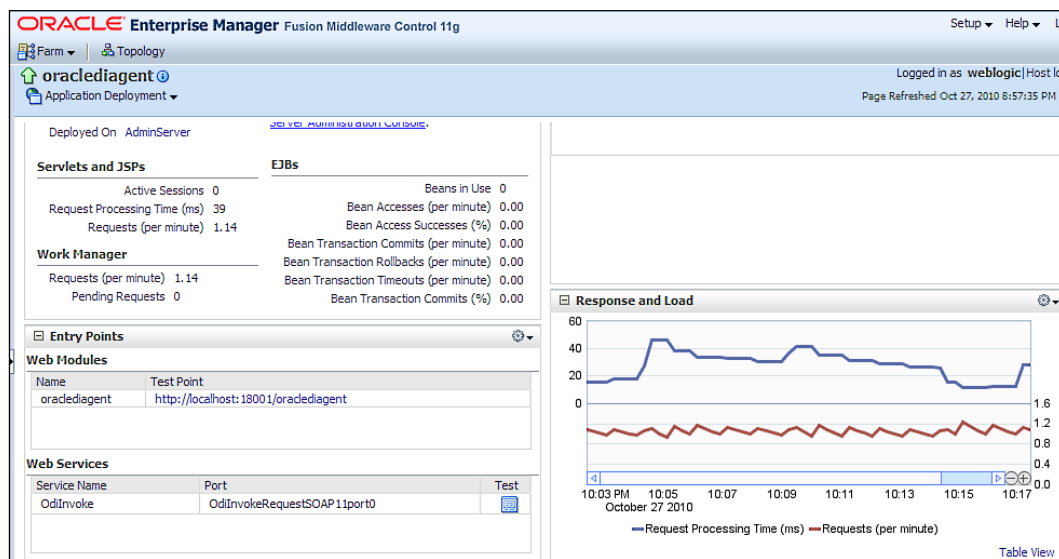 ORACLE Enterprise Manager Fusion Middleware Control 11g
Setup Help
Farm Topology
oraclediagent
Logged in as weblogic|Host
Application Deployment
Page Refreshed Oct 27, 2010 8:57:35 PM
Deployed On AdminServer
Server Administration Console.
Servlets and JSPs
Active Sessions 0
Request Processing Time (ms) 39
Requests (per minute) 1.14
Work Manager
Requests (per minute) 1.14
Pending Requests 0
EJBs
Beans in Use 0
Bean Accesses (per minute) 0.00
Bean Access Successes (%) 0.00
Bean Transaction Commits (per minute) 0.00
Bean Transaction Rollbacks (per minute) 0.00
Bean Transaction Timeouts (per minute) 0.00
Bean Transaction Commits (%) 0.00
Entry Points
Web Modules
Name Test Point
oraclediagent http://localhost:18001/oraclediagent
Web Services
Service Name Port Test
OdiInvoke OdiInvokeRequestSOAP11port0
Response and Load
60
40
20
0
1.6
1.2
0.8
0.4
0.0
10:03 PM 10:05 10:07 10:09 10:11 10:13 10:15 10:17
October 27 2010
Request Processing Time (ms) Requests (per minute)
Table View